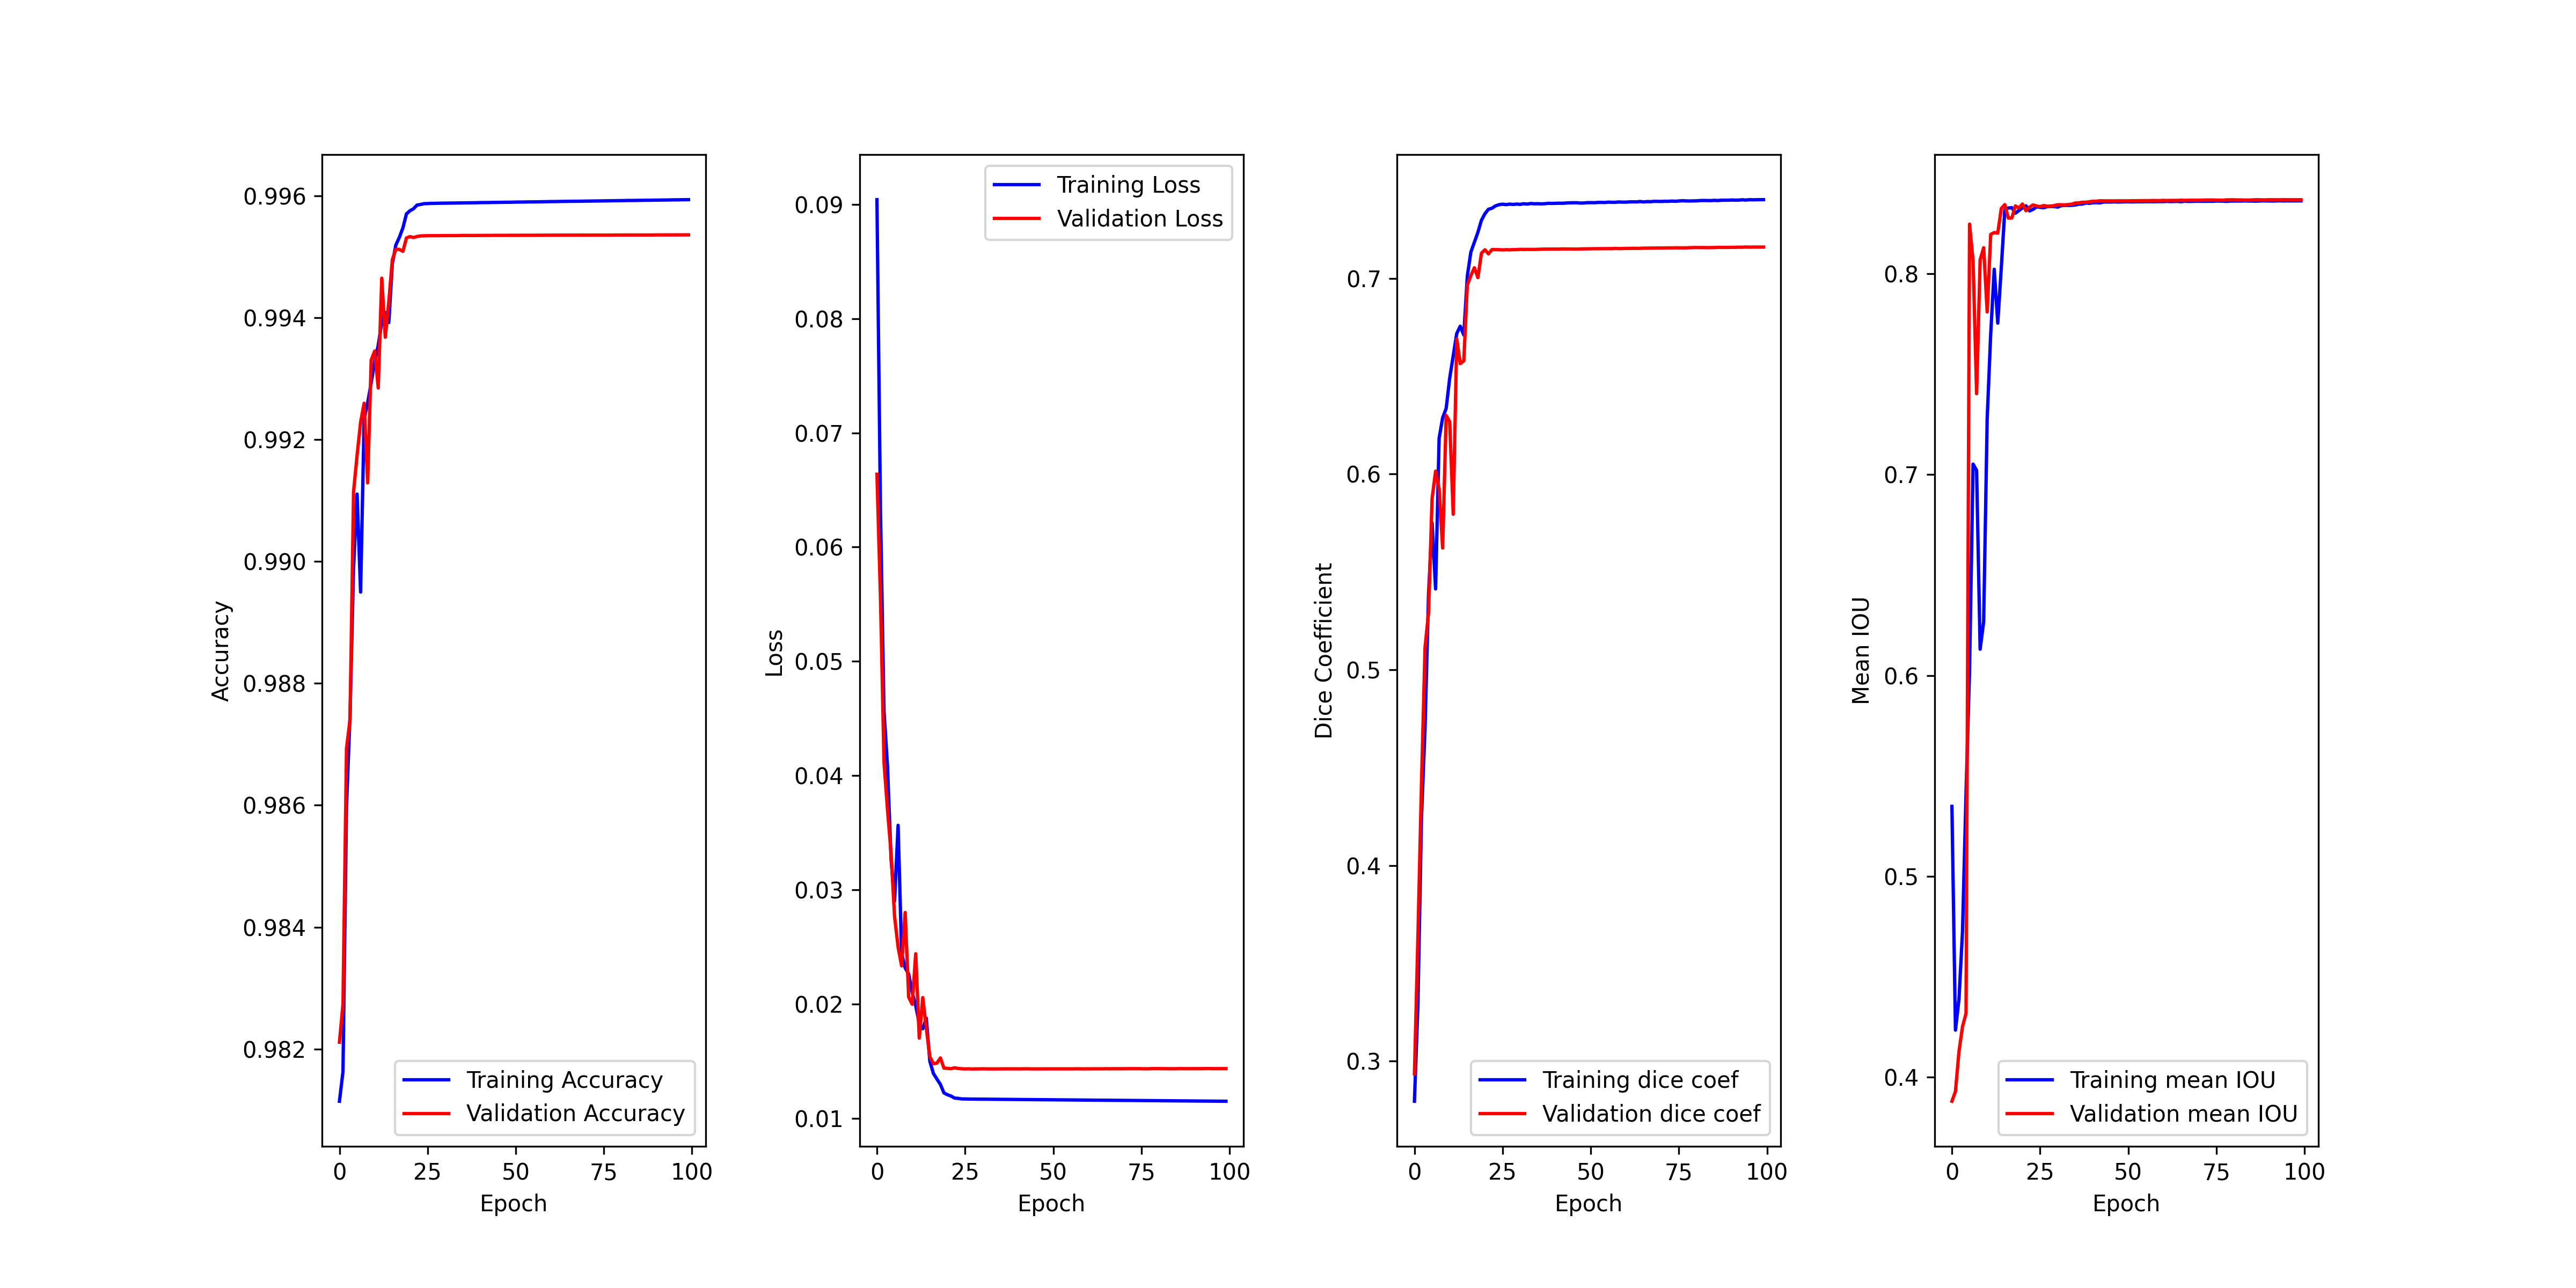 Accuracy
0.996
0.994
0.992
0.990
0.988
0.986
0.984
0.982
Training Accuracy
Validation Accuracy
0
25
50
75
100
Epoch
Loss
0.09
0.08
0.07
0.06
0.05
0.04
0.03
0.02
0.01
Training Loss
Validation Loss
0
25
50
75
100
Epoch
Dice Coefficient
0.7
0.6
0.5
0.4
0.3
Training dice coef
Validation dice coef
0
25
50
75
100
Epoch
Mean IOU
0.8
0.7
0.6
0.5
0.4
Training mean IOU
Validation mean IOU
0
25
50
75
100
Epoch